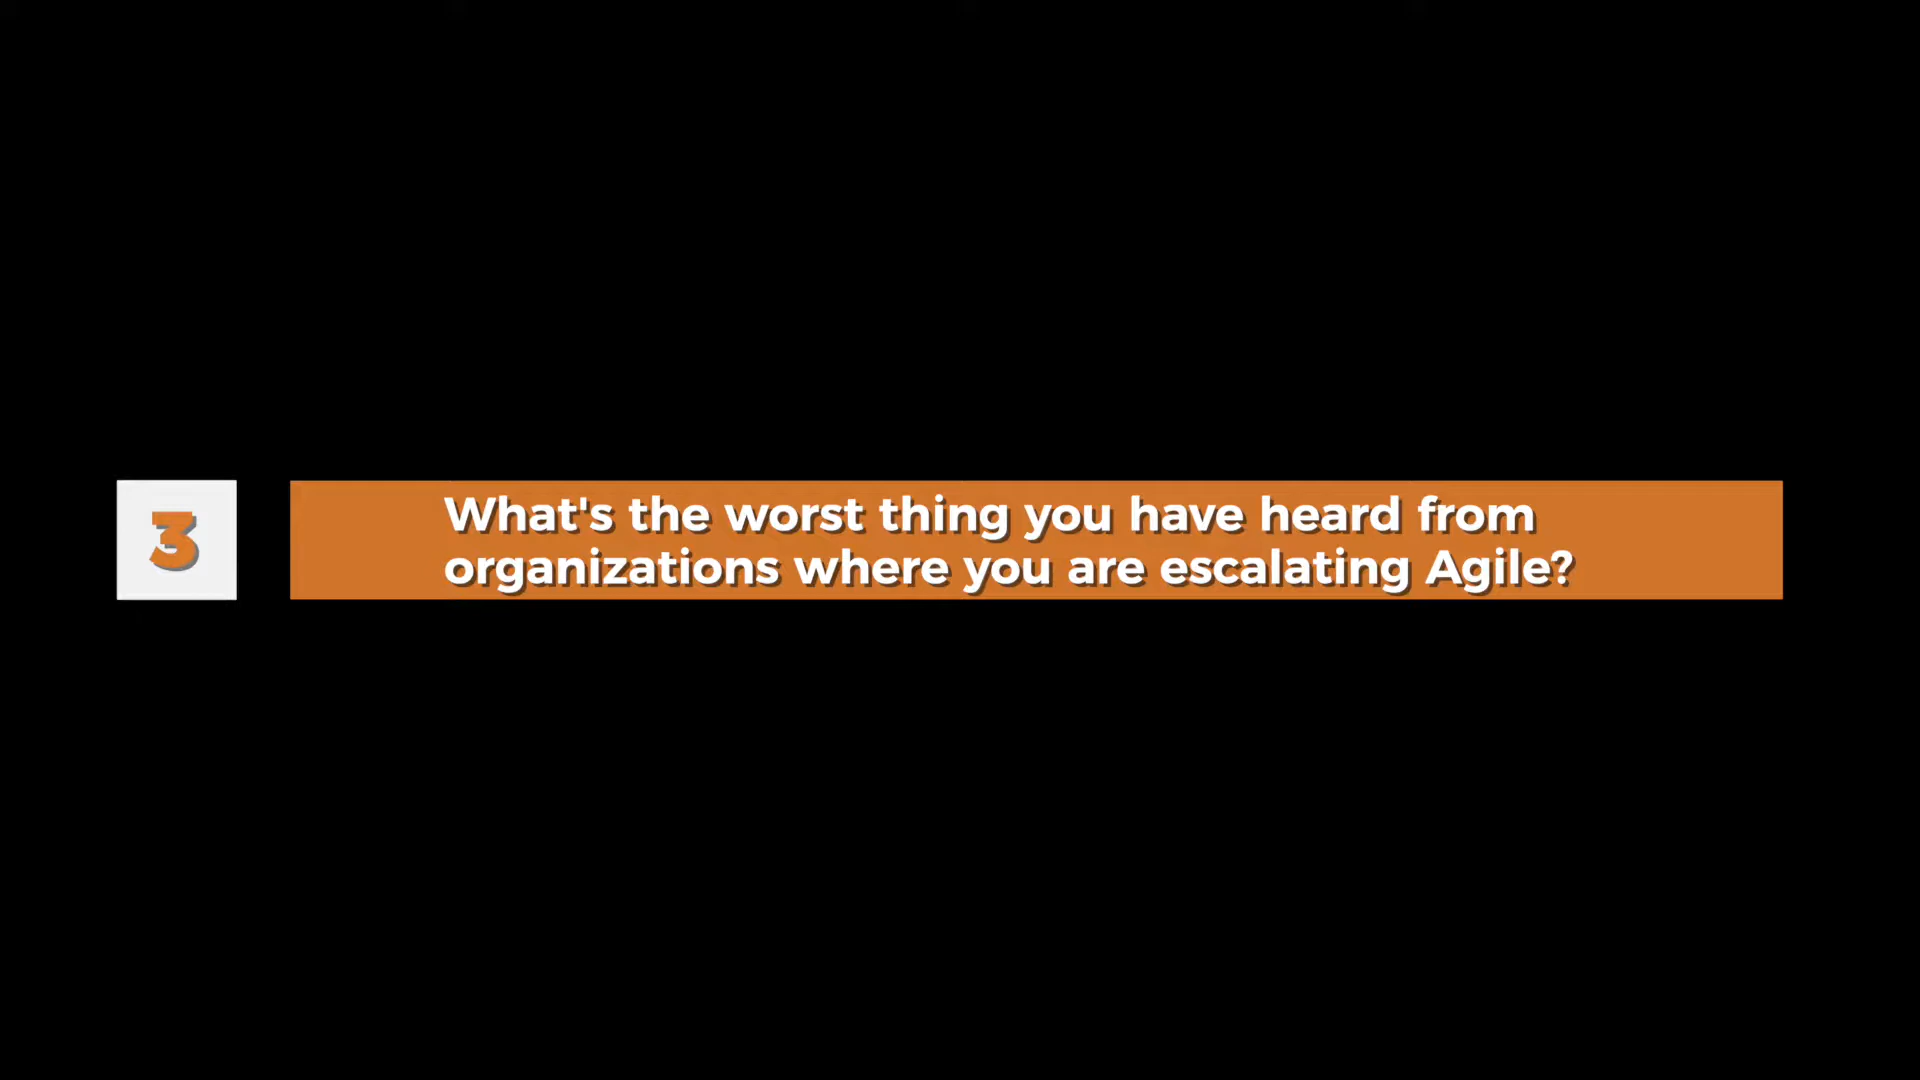 3
What's the worst thing you have heard from
organizations where you are escalating Agile?